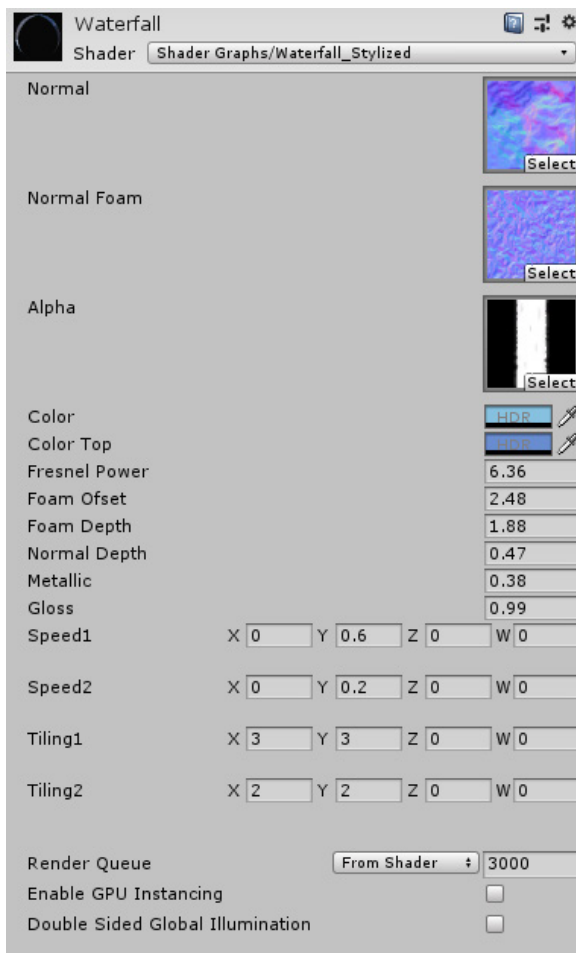 Waterfall
Shader Shader Graphs/Waterfall_Stylized
Normal
Select
Normal Foam
Select
Alpha
Select
Color HDR
Color Top HDR
Fresnel Power 6.36
Foam Ofset 2.48
Foam Depth 1.88
Normal Depth 0.47
Metallic 0.38
Gloss 0.99
Speed1 X 0 Y 0.6 Z 0 W 0
Speed2 X 0 Y 0.2 Z 0 W 0
Tiling1 X 3 Y 3 Z 0 W 0
Tiling2 X 2 Y 2 Z 0 W 0
Render Queue From Shader 3000
Enable GPU Instancing
Double Sided Global Illumination